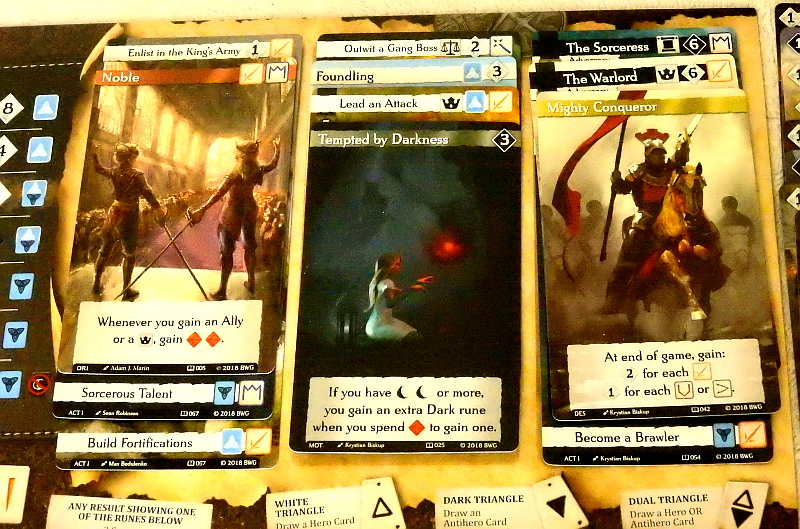 Enlist in the King's Army 1
Noble
Whenever you gain an Ally
or a , gain .
ORI Adam J. Marin 005 © 2018 BWG
Sorcerous Talent
ACT I Sean Robinson 067 © 2018 BWG
Build Fortifications
ACT I Max Bedulenko 057 © 2018 BWG
Outwit a Gang Boss 2
Foundling 3
Lead an Attack
Tempted by Darkness 3
If you have or more,
you gain an extra Dark rune
when you spend to gain one.
MOT Krystian Biskup 025 © 2018 BWG
The Sorceress 6
The Warlord 6
Mighty Conqueror
At end of game, gain:
2 for each
1 for each or .
DES Krystian Biskup 042 © 2018 BWG
Become a Brawler
ACT I Krystian Biskup 054 © 2018 BWG
8
4
ANY RESULT SHOWING ONE
OF THE RUNES BELOW
WHITE
TRIANGLE
Draw a Hero Card
DARK TRIANGLE
Draw an
Antihero Card
DUAL TRIANGLE
Draw a Hero OR
Antihero Card